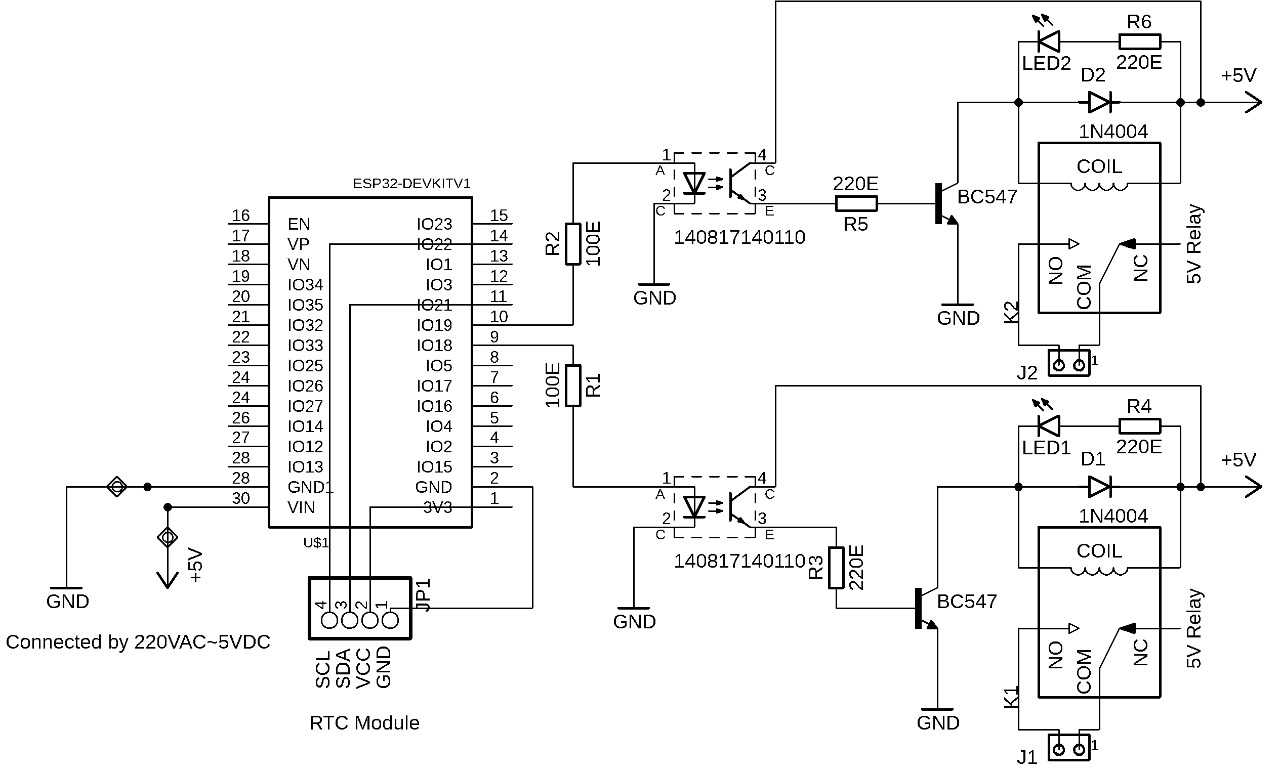 R6
LED2
220E
+5V
D2
1N4004
COIL
1
4
A
C
2
3
C
E
140817140110
GND
220E
R5
BC547
GND
NO
COM
NC
5V Relay
K2
J2
1
ESP32-DEVKITV1
16 EN IO23 15
17 VP IO22 14
18 VN IO1 13
19 IO34 IO3 12
20 IO35 IO21 11
21 IO32 IO19 10
22 IO33 IO18 9
23 IO25 IO5 8
24 IO26 IO17 7
24 IO27 IO16 6
26 IO14 IO4 5
27 IO12 IO2 4
28 IO13 IO15 3
28 GND1 GND 2
30 VIN 3V3 1
U$1
R2
100E
100E
R1
R4
LED1
220E
+5V
D1
1N4004
COIL
1
4
A
C
2
3
C
E
140817140110
GND
R3
220E
BC547
GND
NO
COM
NC
5V Relay
K1
J1
1
GND
+5V
Connected by 220VAC~5VDC
JP1
4 3 2 1
SCL
SDA
VCC
GND
RTC Module